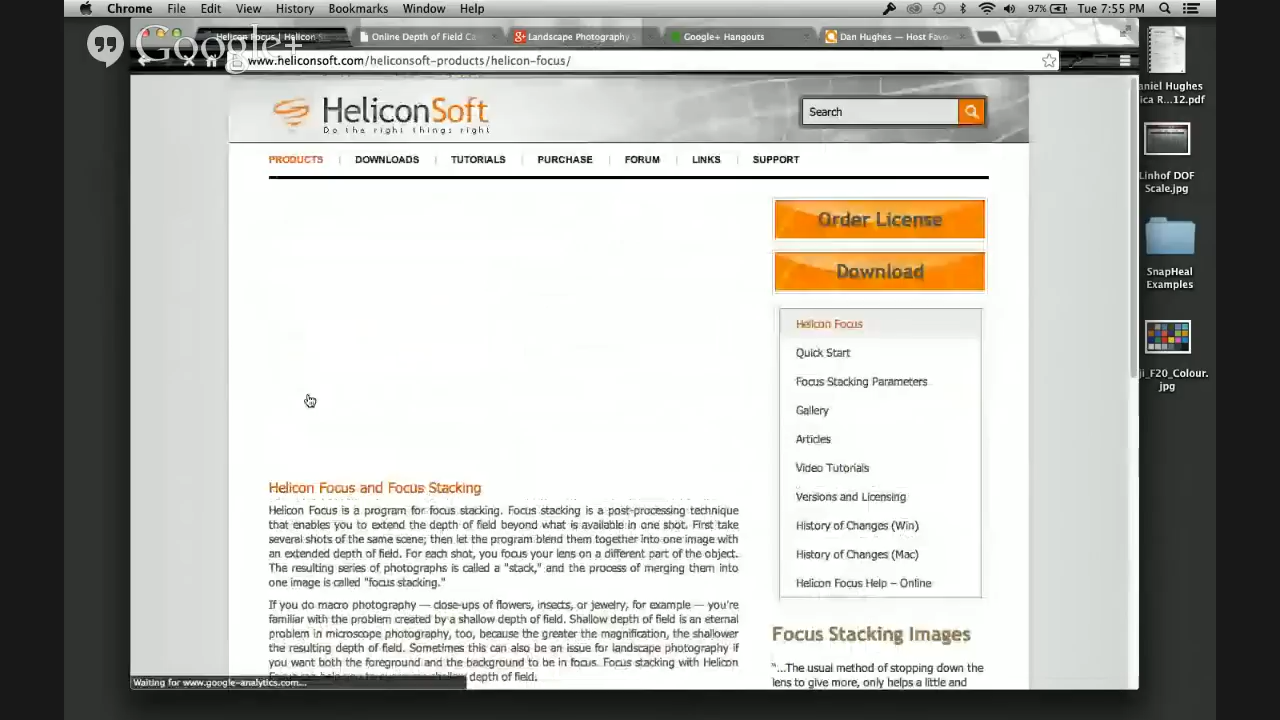 Chrome File Edit View History Bookmarks Window Help 97% Tue 7:55 PM
Google+
Helicon Focus | Helicon S Online Depth of Field Ca Landscape Photography S Google+ Hangouts Dan Hughes — Host Favo
www.heliconsoft.com/heliconsoft-products/helicon-focus/
HeliconSoft
Do the right things right
Search
PRODUCTS | DOWNLOADS | TUTORIALS | PURCHASE | FORUM | LINKS | SUPPORT
Order License
Download
Helicon Focus
Quick Start
Focus Stacking Parameters
Gallery
Articles
Video Tutorials
Versions and Licensing
History of Changes (Win)
History of Changes (Mac)
Helicon Focus Help – Online
Helicon Focus and Focus Stacking
Helicon Focus is a program for focus stacking. Focus stacking is a post-processing technique
that enables you to extend the depth of field beyond what is available in one shot. First take
several shots of the same scene; then let the program blend them together into one image with
an extended depth of field. For each shot, you focus your lens on a different part of the object.
The resulting series of photographs is called a "stack," and the process of merging them into
one image is called "focus stacking."
If you do macro photography — close-ups of flowers, insects, or jewelry, for example — you're
familiar with the problem created by a shallow depth of field. Shallow depth of field is an eternal
problem in microscope photography, too, because the greater the magnification, the shallower
the resulting depth of field. Sometimes this can also be an issue for landscape photography if
you want both the foreground and the background to be in focus. Focus stacking with Helicon
depth of field.
Focus Stacking Images
"...The usual method of stopping down the
lens to give more, only helps a little and
Waiting for www.google-analytics.com...
aniel Hughes
ica R...12.pdf
Linhof DOF
Scale.jpg
SnapHeal
Examples
ji_F20_Colour.
jpg